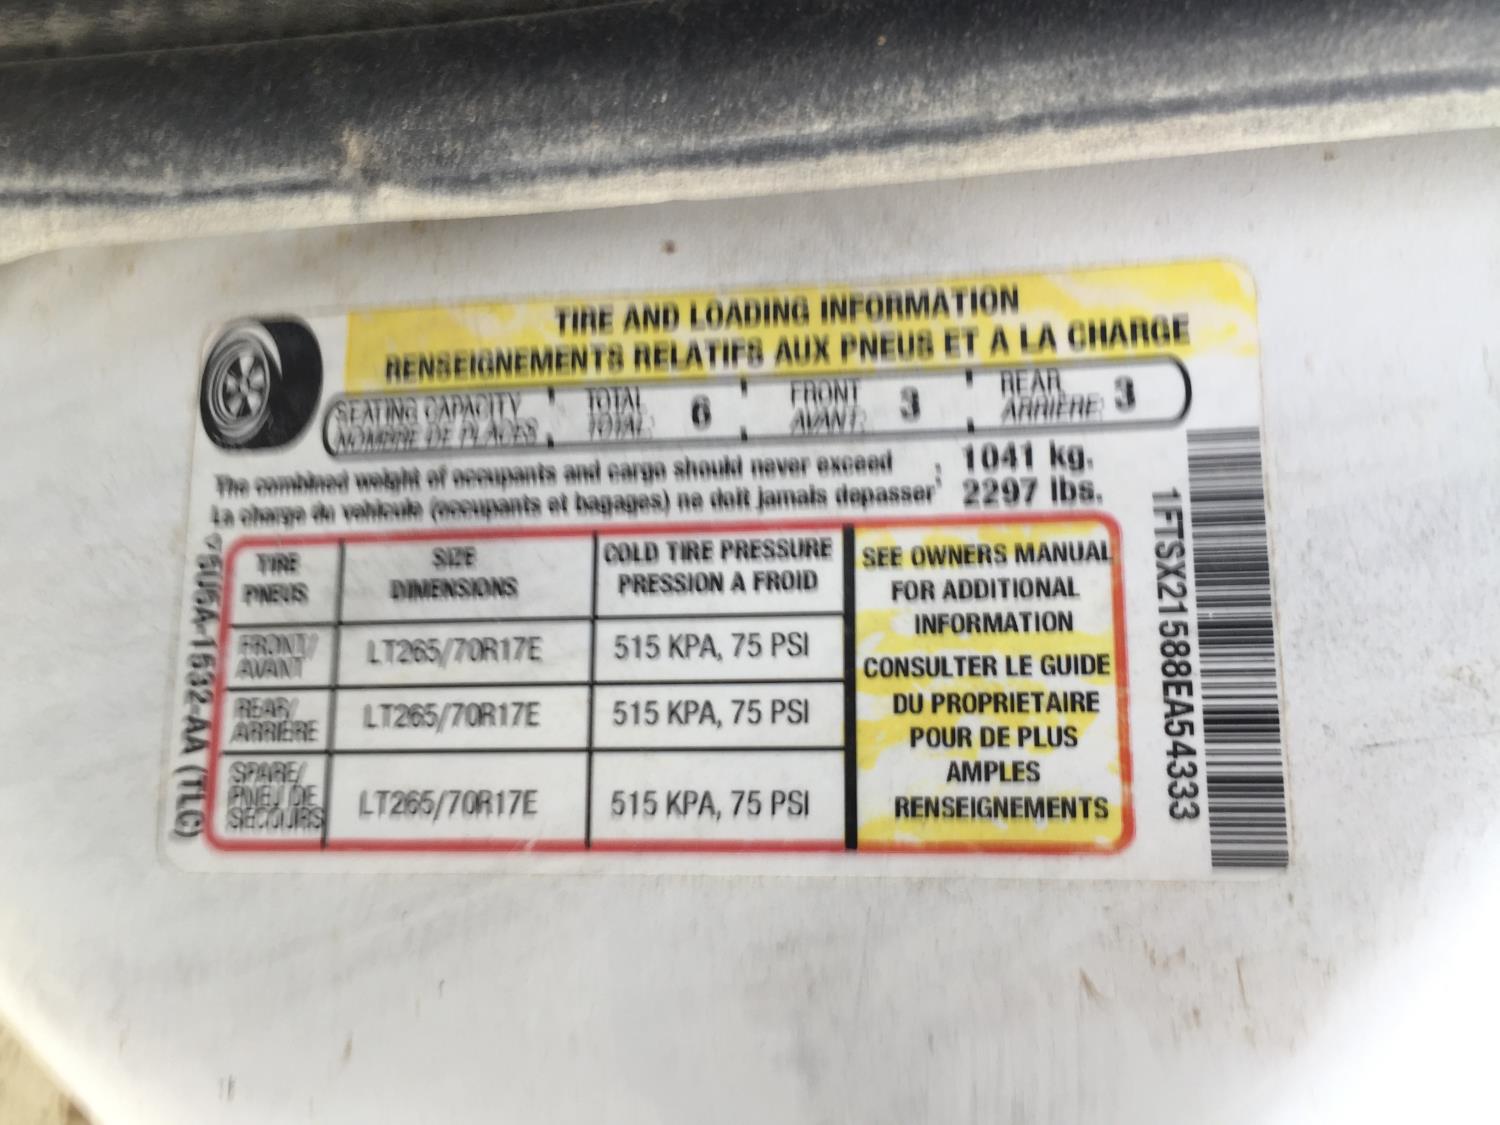 TIRE AND LOADING INFORMATION
RENSEIGNEMENTS RELATIFS AUX PNEUS ET A LA CHARGE
SEATING CAPACITY TOTAL 6 FRONT 3 REAR 3
NOMBRE DE PLACES TOTAL: AVANT: ARRIÈRE:
The combined weight of occupants and cargo should never exceed : 1041 kg.
La charge du vehicule (occupants et bagages) ne doit jamais depasser 2297 lbs.
TIRE SIZE COLD TIRE PRESSURE
PNEUS DIMENSIONS PRESSION A FROID
FRONT/
AVANT LT265/70R17E 515 KPA, 75 PSI
REAR/
ARRIERE LT265/70R17E 515 KPA, 75 PSI
SPARE/
PNEU DE
SECOURS LT265/70R17E 515 KPA, 75 PSI
SEE OWNERS MANUAL
FOR ADDITIONAL
INFORMATION
CONSULTER LE GUIDE
DU PROPRIETAIRE
POUR DE PLUS
AMPLES
RENSEIGNEMENTS
1FTSX21588EA54333
(TLC)